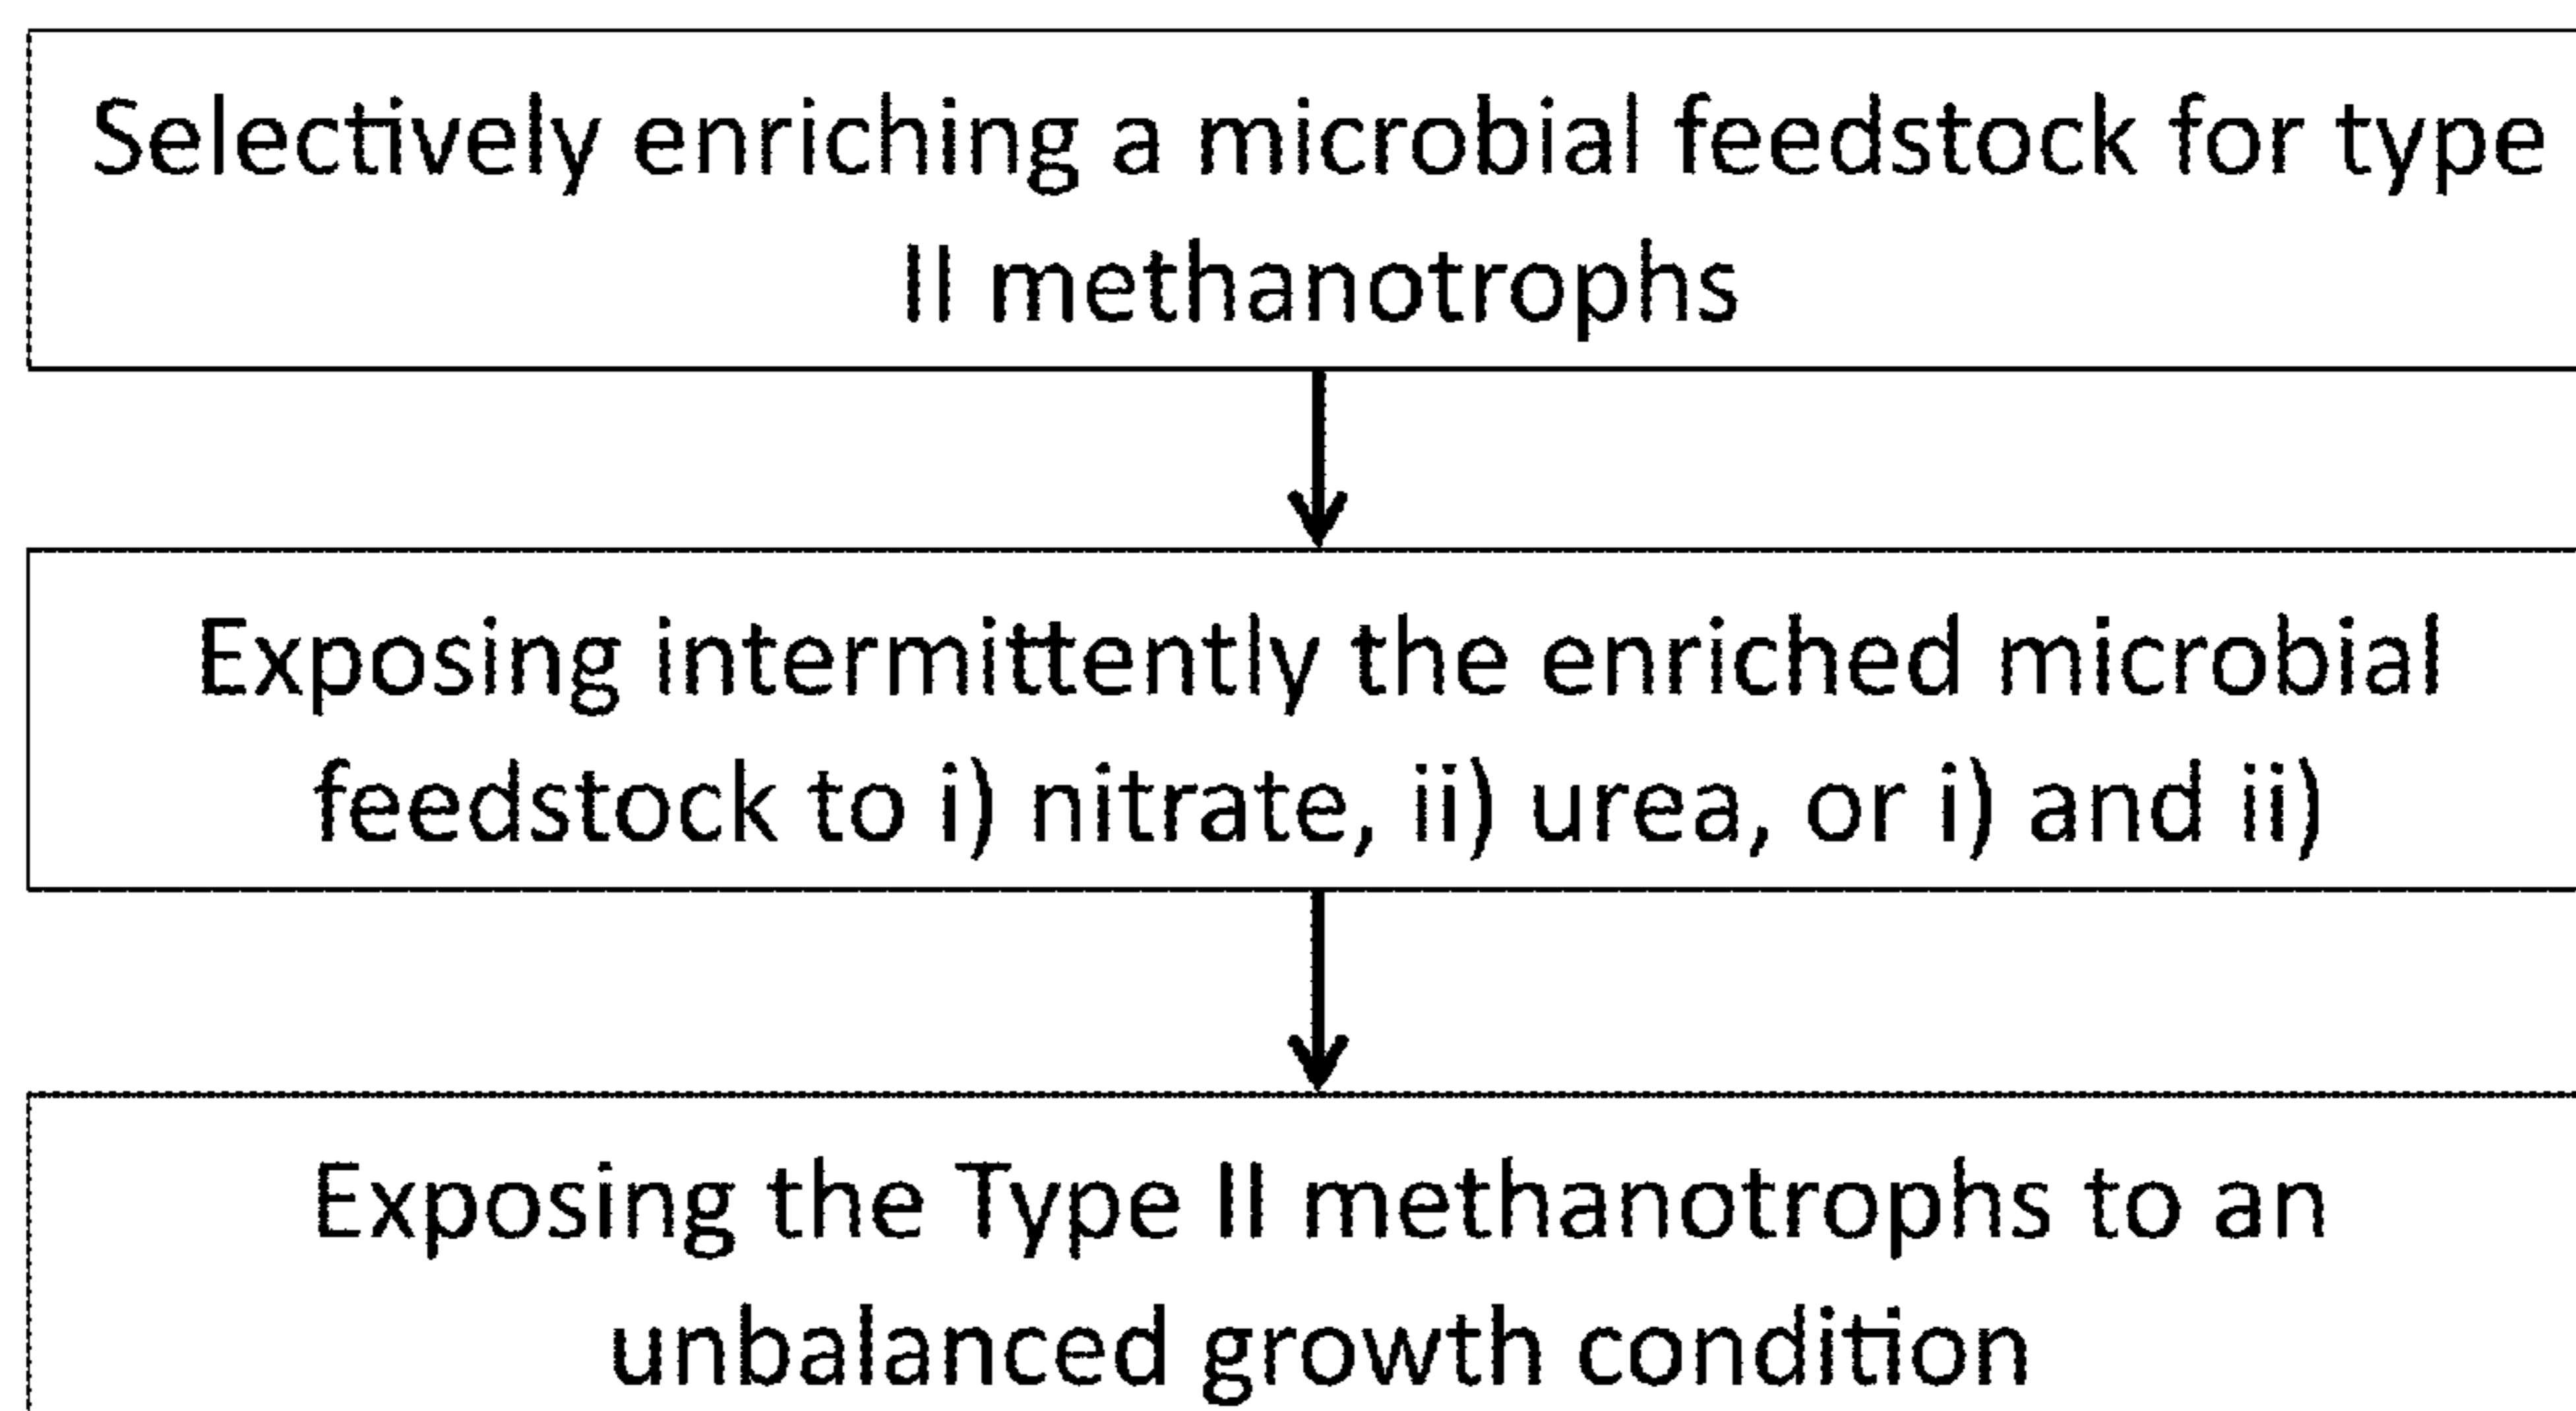 Selectively enriching a microbial feedstock for type
II methanotrophs
Exposing intermittently the enriched microbial
feedstock to i) nitrate, ii) urea, or i) and ii)
Exposing the Type II methanotrophs to an
unbalanced growth condition